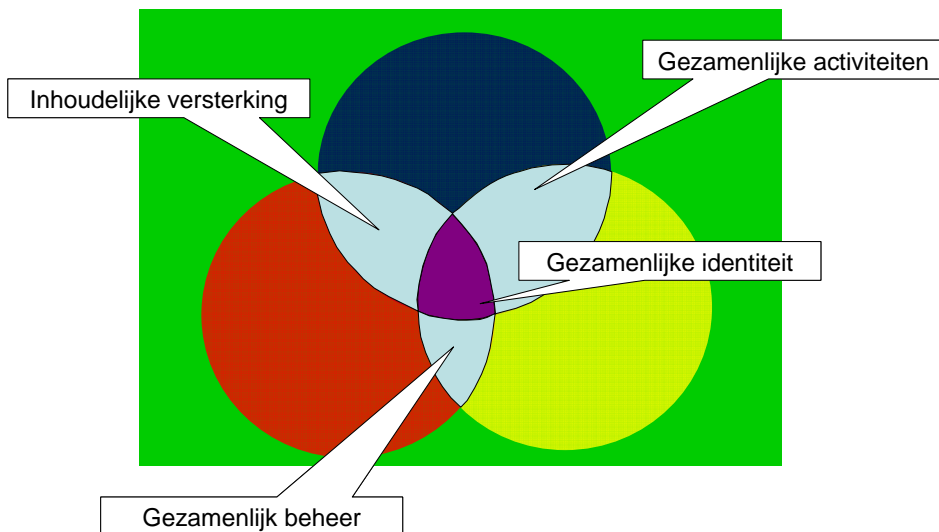 Gezamenlijke activiteiten
Inhoudelijke versterking
Gezamenlijke identiteit
Gezamenlijk beheer